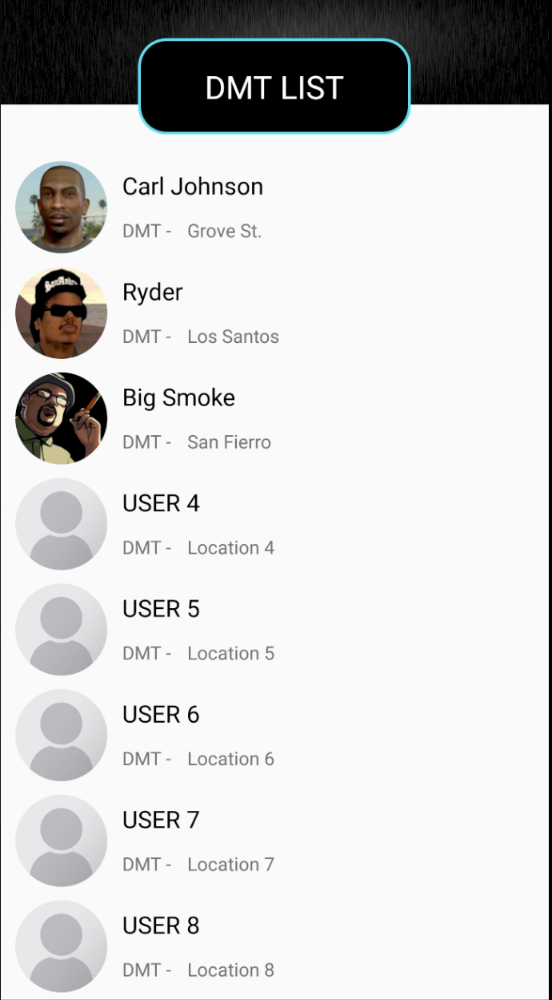 DMT LIST
Carl Johnson
DMT - Grove St.
Ryder
DMT - Los Santos
Big Smoke
DMT - San Fierro
USER 4
DMT - Location 4
USER 5
DMT - Location 5
USER 6
DMT - Location 6
USER 7
DMT - Location 7
USER 8
DMT - Location 8